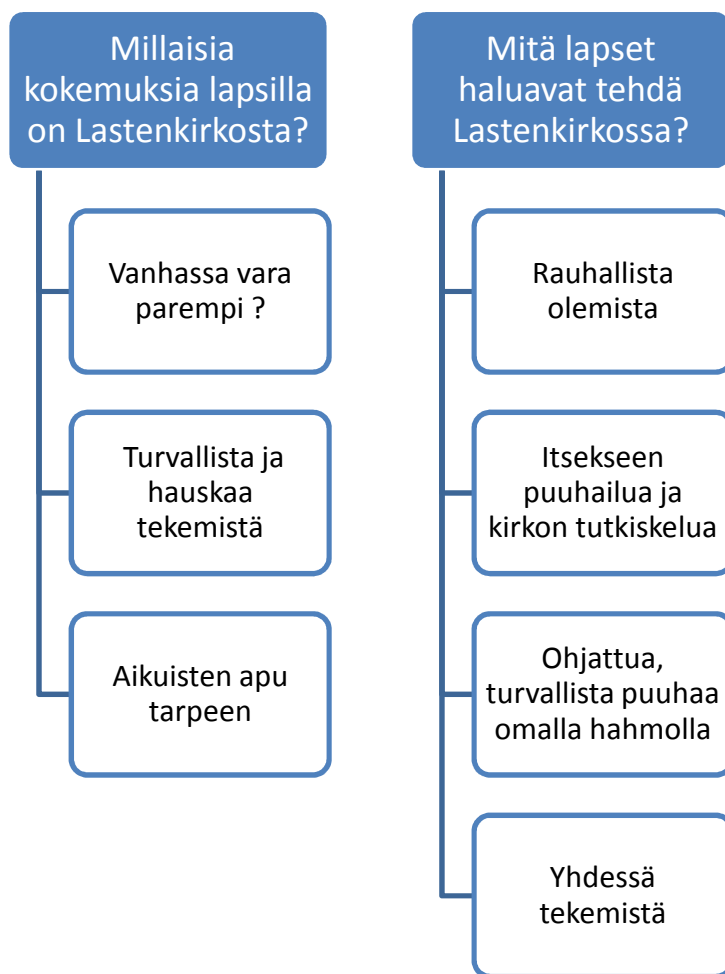 Millaisia
kokemuksia lapsilla
on Lastenkirkosta?
Vanhassa vara
parempi ?
Turvallista ja
hauskaa
tekemistä
Aikuisten apu
tarpeen
Mitä lapset
haluavat tehdä
Lastenkirkossa?
Rauhallista
olemista
Itsekseen
puuhailua ja
kirkon tutkiskelua
Ohjattua,
turvallista puuhaa
omalla hahmolla
Yhdessä
tekemistä